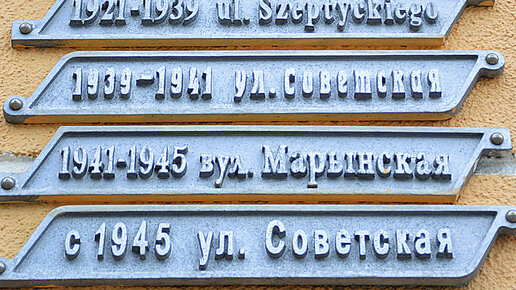 1921-1939 ul. Szeptyckiego
1939-1941 ул. Советская
1941-1945 вул. Марынская
с 1945 ул. Советская